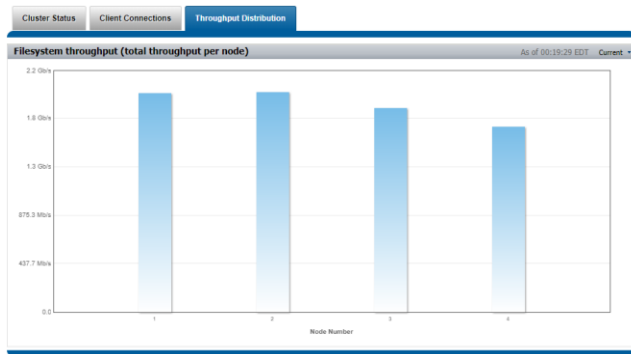 Cluster Status Client Connections Throughput Distribution
Filesystem throughput (total throughput per node) As of 00:19:29 EDT Current
2.2 Gb/s
1.8 Gb/s
1.3 Gb/s
875.3 Mb/s
437.7 Mb/s
0.0
1 2 3 4
Node Number